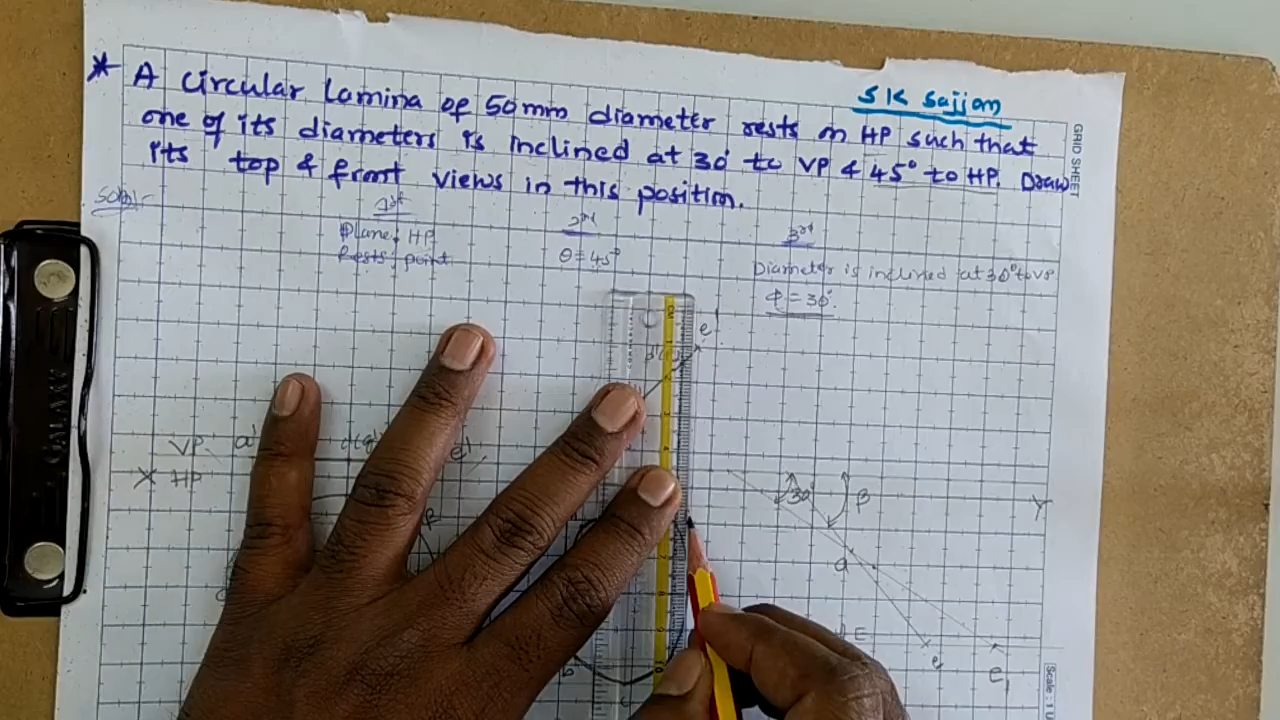 * A circular Lamina of 50mm diameter rests on HP such that
SK Sajjan
one of its diameters is inclined at 30° to VP & 45° to HP. Draw
its top & front views in this position.
GRID SHEET
Soln:-
1st
2nd
3rd
Plane: HP
Rests: point
θ = 45°
Diameter is inclined at 30° to VP
φ = 30°.
e'
VP
a'
e'
X
HP
30°
β
Y
a
b
E
e
e1
Scale : 1